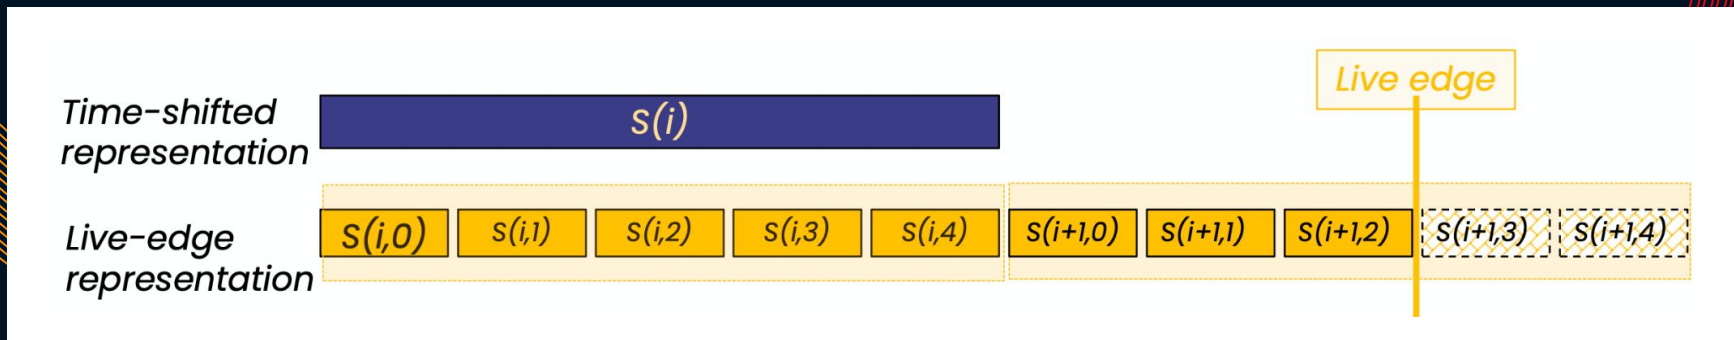 Live edge
Time-shifted
representation
S(i)
Live-edge
representation
S(i,0) S(i,1) S(i,2) S(i,3) S(i,4) S(i+1,0) S(i+1,1) S(i+1,2) S(i+1,3) S(i+1,4)